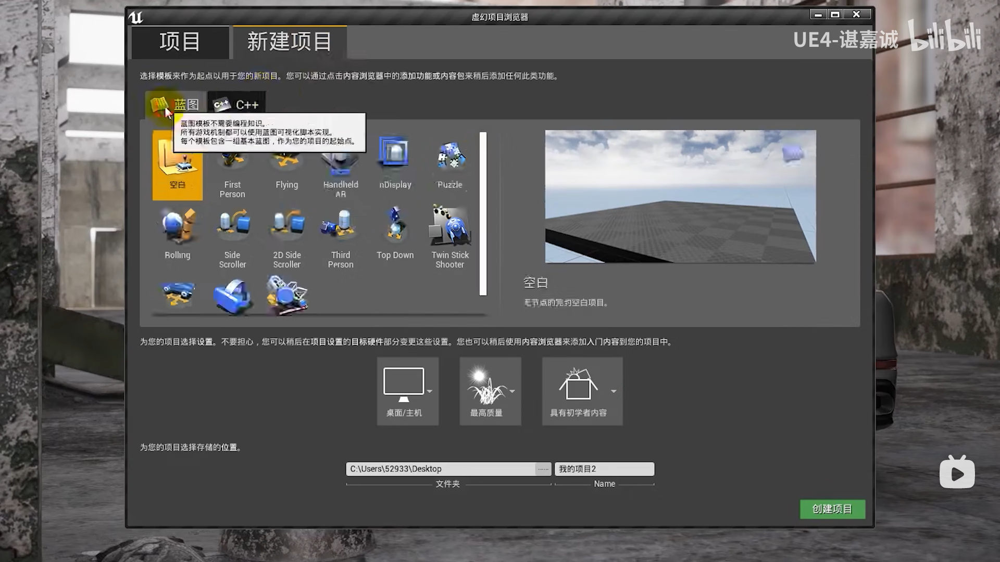 虚幻项目浏览器
项目
新建项目
UE4-谌嘉诚 bilibili
选择模板来作为起点以用于您的新项目。您可以通过点击内容浏览器中的添加功能或内容包来稍后添加任何此类功能。
蓝图
C++
C++
蓝图模板不需要编程知识。
所有游戏机制都可以使用蓝图可视化脚本实现。
每个模板包含一组基本蓝图，作为您的项目的起始点。
空白
First
Person
Flying
Handheld
AR
nDisplay
Puzzle
Rolling
Side
Scroller
2D Side
Scroller
Third
Person
Top Down
Twin Stick
Shooter
空白
无节点的完的空白项目。
为您的项目选择设置。不要担心，您可以稍后在项目设置的目标硬件部分变更这些设置。您也可以稍后使用内容浏览器来添加入门内容到您的项目中。
桌面/主机
最高质量
具有初学者内容
为您的项目选择存储的位置。
C:\Users\52933\Desktop
······
我的项目2
文件夹
Name
创建项目